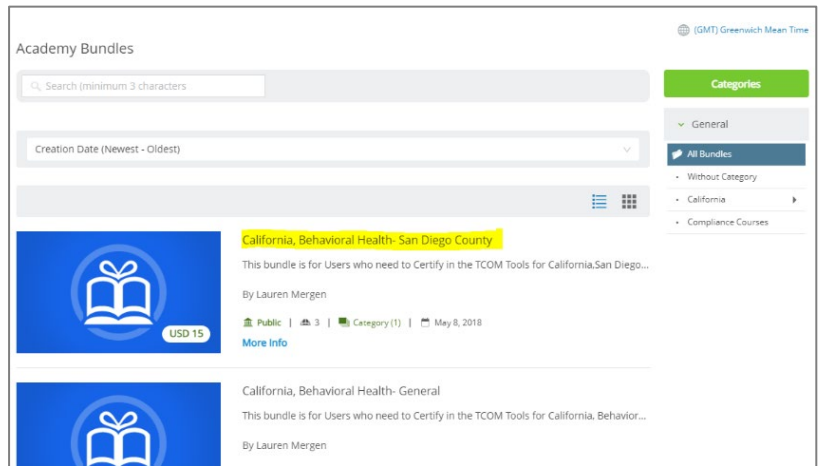 (GMT) Greenwich Mean Time
Academy Bundles
Search (minimum 3 characters
Categories
General
Creation Date (Newest - Oldest)
All Bundles
Without Category
California
Compliance Courses
California, Behavioral Health- San Diego County
This bundle is for Users who need to Certify in the TCOM Tools for California,San Diego...
By Lauren Mergen
Public | 3 | Category (1) | May 8, 2018
USD 15
More Info
California, Behavioral Health- General
This bundle is for Users who need to Certify in the TCOM Tools for California, Behavior...
By Lauren Mergen